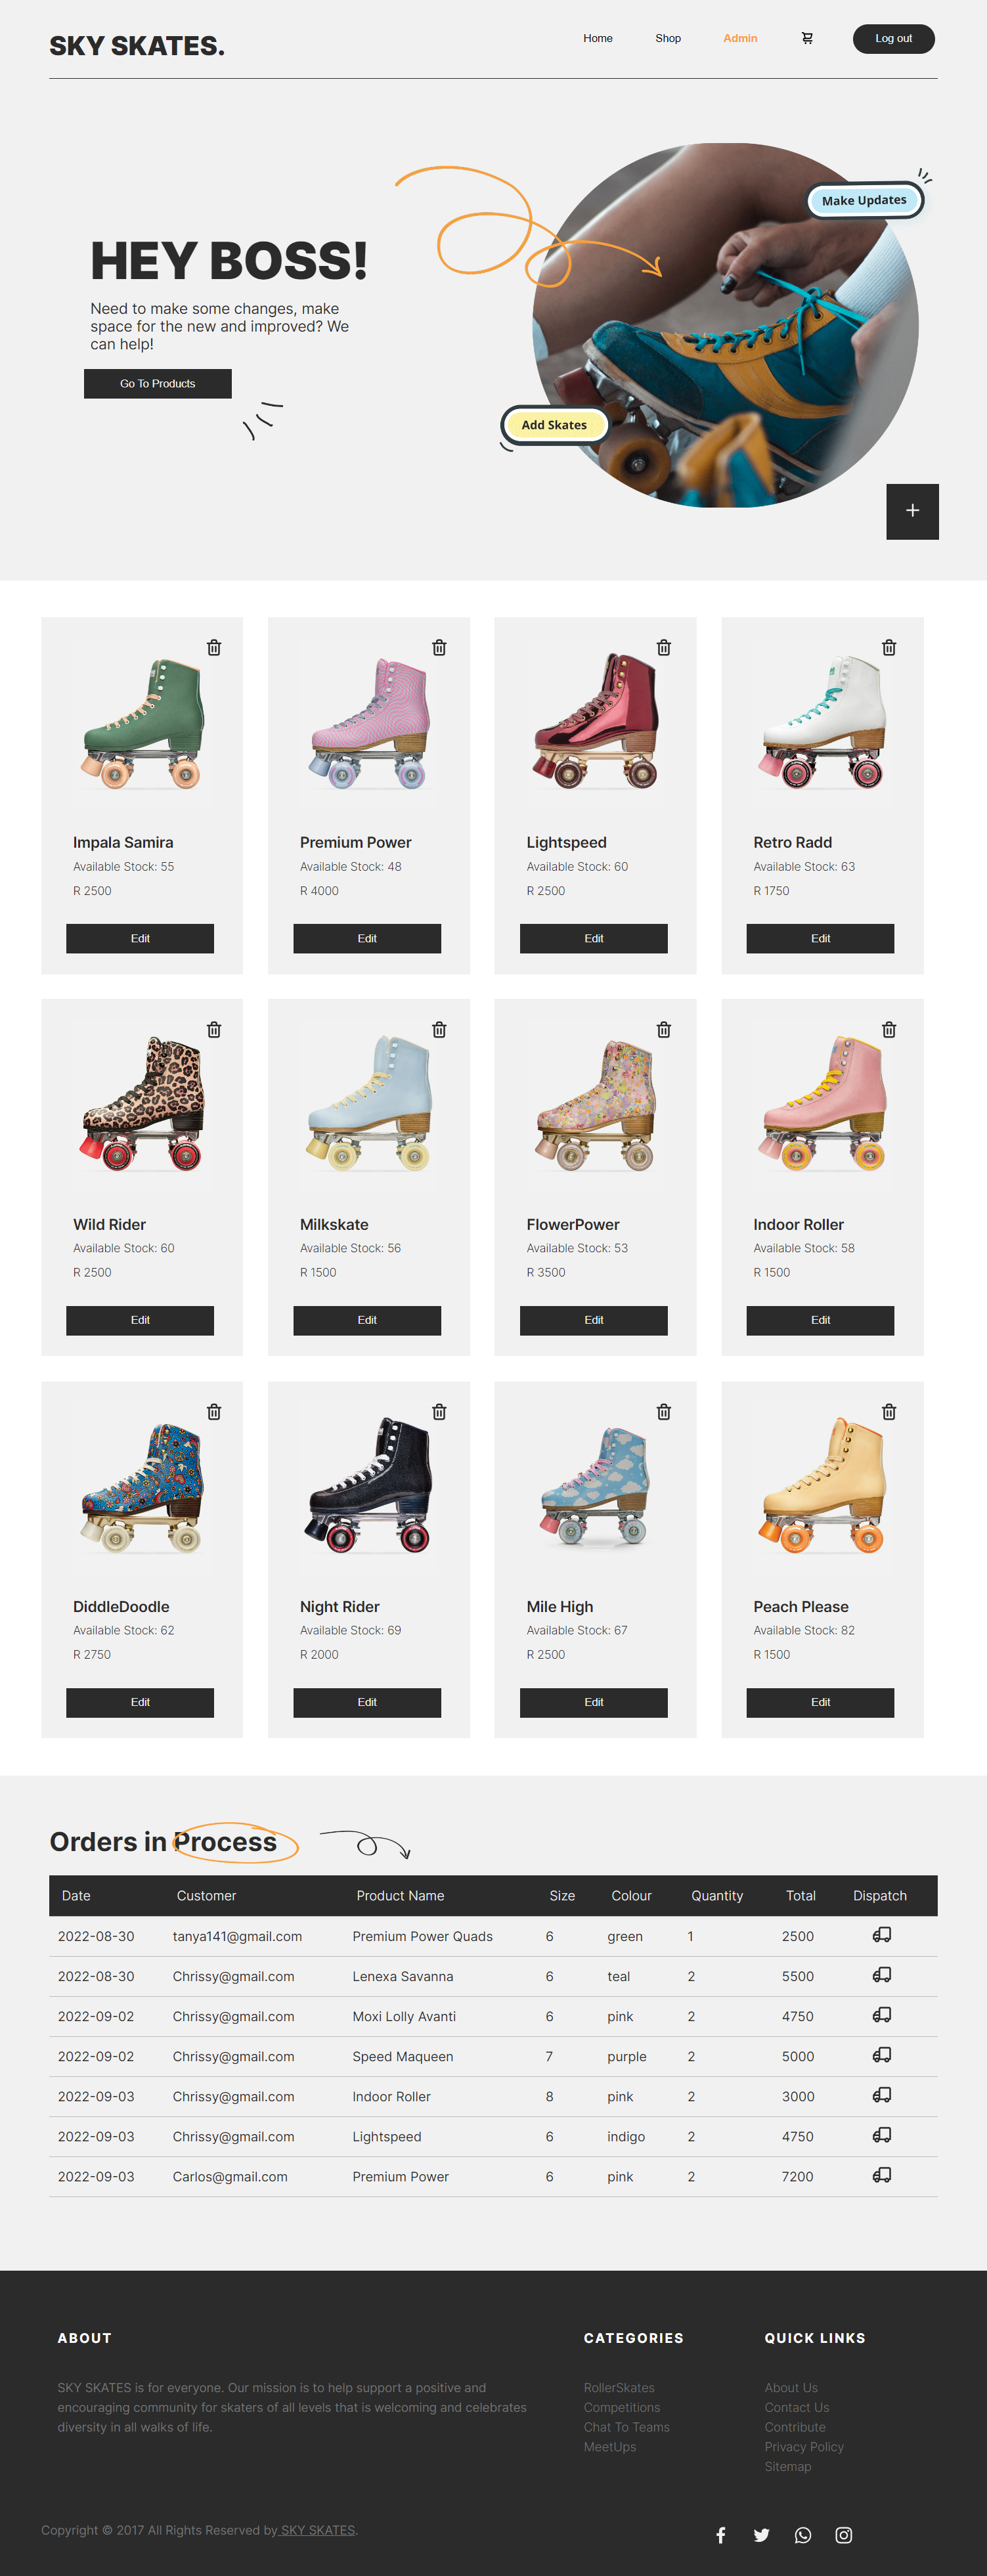 SKY SKATES.
Home Shop Admin Log out
Make Updates
HEY BOSS!
Need to make some changes, make
space for the new and improved? We
can help!
Go To Products
Add Skates
+
Impala Samira
Available Stock: 55
R 2500
Edit
Premium Power
Available Stock: 48
R 4000
Edit
Lightspeed
Available Stock: 60
R 2500
Edit
Retro Radd
Available Stock: 63
R 1750
Edit
Wild Rider
Available Stock: 60
R 2500
Edit
Milkskate
Available Stock: 56
R 1500
Edit
FlowerPower
Available Stock: 53
R 3500
Edit
Indoor Roller
Available Stock: 58
R 1500
Edit
DiddleDoodle
Available Stock: 62
R 2750
Edit
Night Rider
Available Stock: 69
R 2000
Edit
Mile High
Available Stock: 67
R 2500
Edit
Peach Please
Available Stock: 82
R 1500
Edit
Orders in Process
Date Customer Product Name Size Colour Quantity Total Dispatch
2022-08-30 tanya141@gmail.com Premium Power Quads 6 green 1 2500
2022-08-30 Chrissy@gmail.com Lenexa Savanna 6 teal 2 5500
2022-09-02 Chrissy@gmail.com Moxi Lolly Avanti 6 pink 2 4750
2022-09-02 Chrissy@gmail.com Speed Maqueen 7 purple 2 5000
2022-09-03 Chrissy@gmail.com Indoor Roller 8 pink 2 3000
2022-09-03 Chrissy@gmail.com Lightspeed 6 indigo 2 4750
2022-09-03 Carlos@gmail.com Premium Power 6 pink 2 7200
ABOUT
SKY SKATES is for everyone. Our mission is to help support a positive and
encouraging community for skaters of all levels that is welcoming and celebrates
diversity in all walks of life.
CATEGORIES
RollerSkates
Competitions
Chat To Teams
MeetUps
QUICK LINKS
About Us
Contact Us
Contribute
Privacy Policy
Sitemap
Copyright © 2017 All Rights Reserved by SKY SKATES.